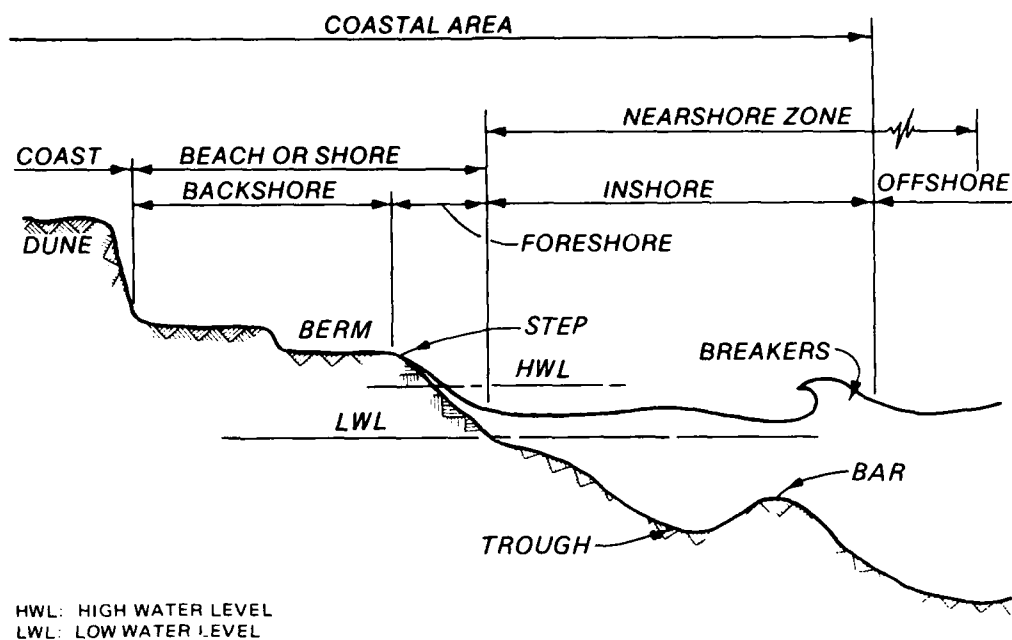 COASTAL AREA
NEARSHORE ZONE
COAST
BEACH OR SHORE
BACKSHORE
INSHORE
OFFSHORE
FORESHORE
DUNE
BERM
STEP
HWL
BREAKERS
LWL
BAR
TROUGH
HWL: HIGH WATER LEVEL
LWL: LOW WATER LEVEL